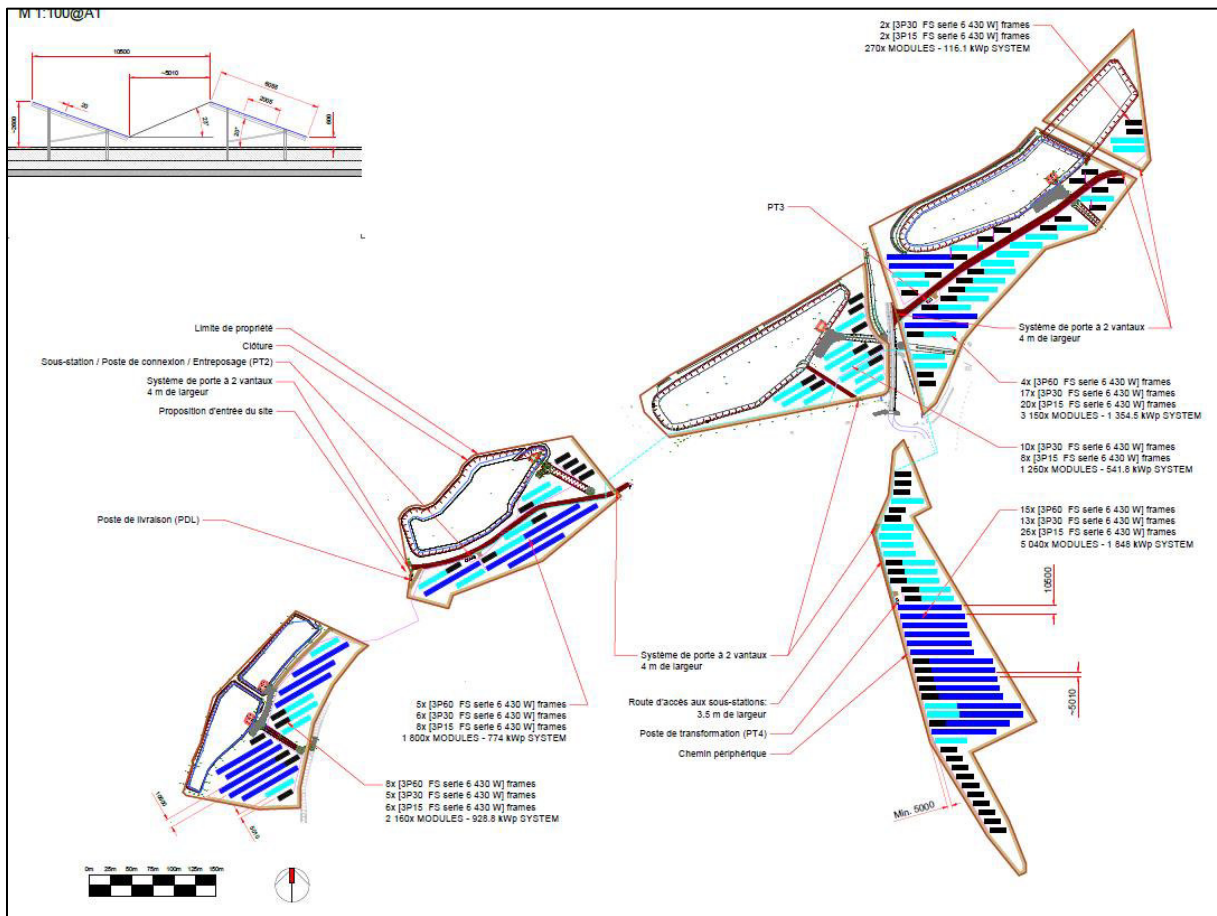 M 1:100@A1
10500
~5010
6055
20
2005
~2600
23°
20°
600
2x [3P30 FS serie 6 430 W] frames
2x [3P15 FS serie 6 430 W] frames
270x MODULES - 116.1 kWp SYSTEM
PT3
Limite de propriété
Clôture
Sous-station / Poste de connexion / Entreposage (PT2)
Système de porte à 2 vantaux
4 m de largeur
Proposition d'entrée du site
Poste de livraison (PDL)
Système de porte à 2 vantaux
4 m de largeur
4x [3P60 FS serie 6 430 W] frames
17x [3P30 FS serie 6 430 W] frames
20x [3P15 FS serie 6 430 W] frames
3 150x MODULES - 1 354.5 kWp SYSTEM
10x [3P30 FS serie 6 430 W] frames
8x [3P15 FS serie 6 430 W] frames
1 260x MODULES - 541.8 kWp SYSTEM
15x [3P60 FS serie 6 430 W] frames
13x [3P30 FS serie 6 430 W] frames
26x [3P15 FS serie 6 430 W] frames
5 040x MODULES - 1 848 kWp SYSTEM
10500
~5010
Système de porte à 2 vantaux
4 m de largeur
Route d'accès aux sous-stations:
3.5 m de largeur
Poste de transformation (PT4)
Chemin périphérique
Min. 5000
5x [3P60 FS serie 6 430 W] frames
6x [3P30 FS serie 6 430 W] frames
8x [3P15 FS serie 6 430 W] frames
1 800x MODULES - 774 kWp SYSTEM
8x [3P60 FS serie 6 430 W] frames
5x [3P30 FS serie 6 430 W] frames
6x [3P15 FS serie 6 430 W] frames
2 160x MODULES - 928.8 kWp SYSTEM
10500
5010
0m 25m 50m 75m 100m 125m 150m